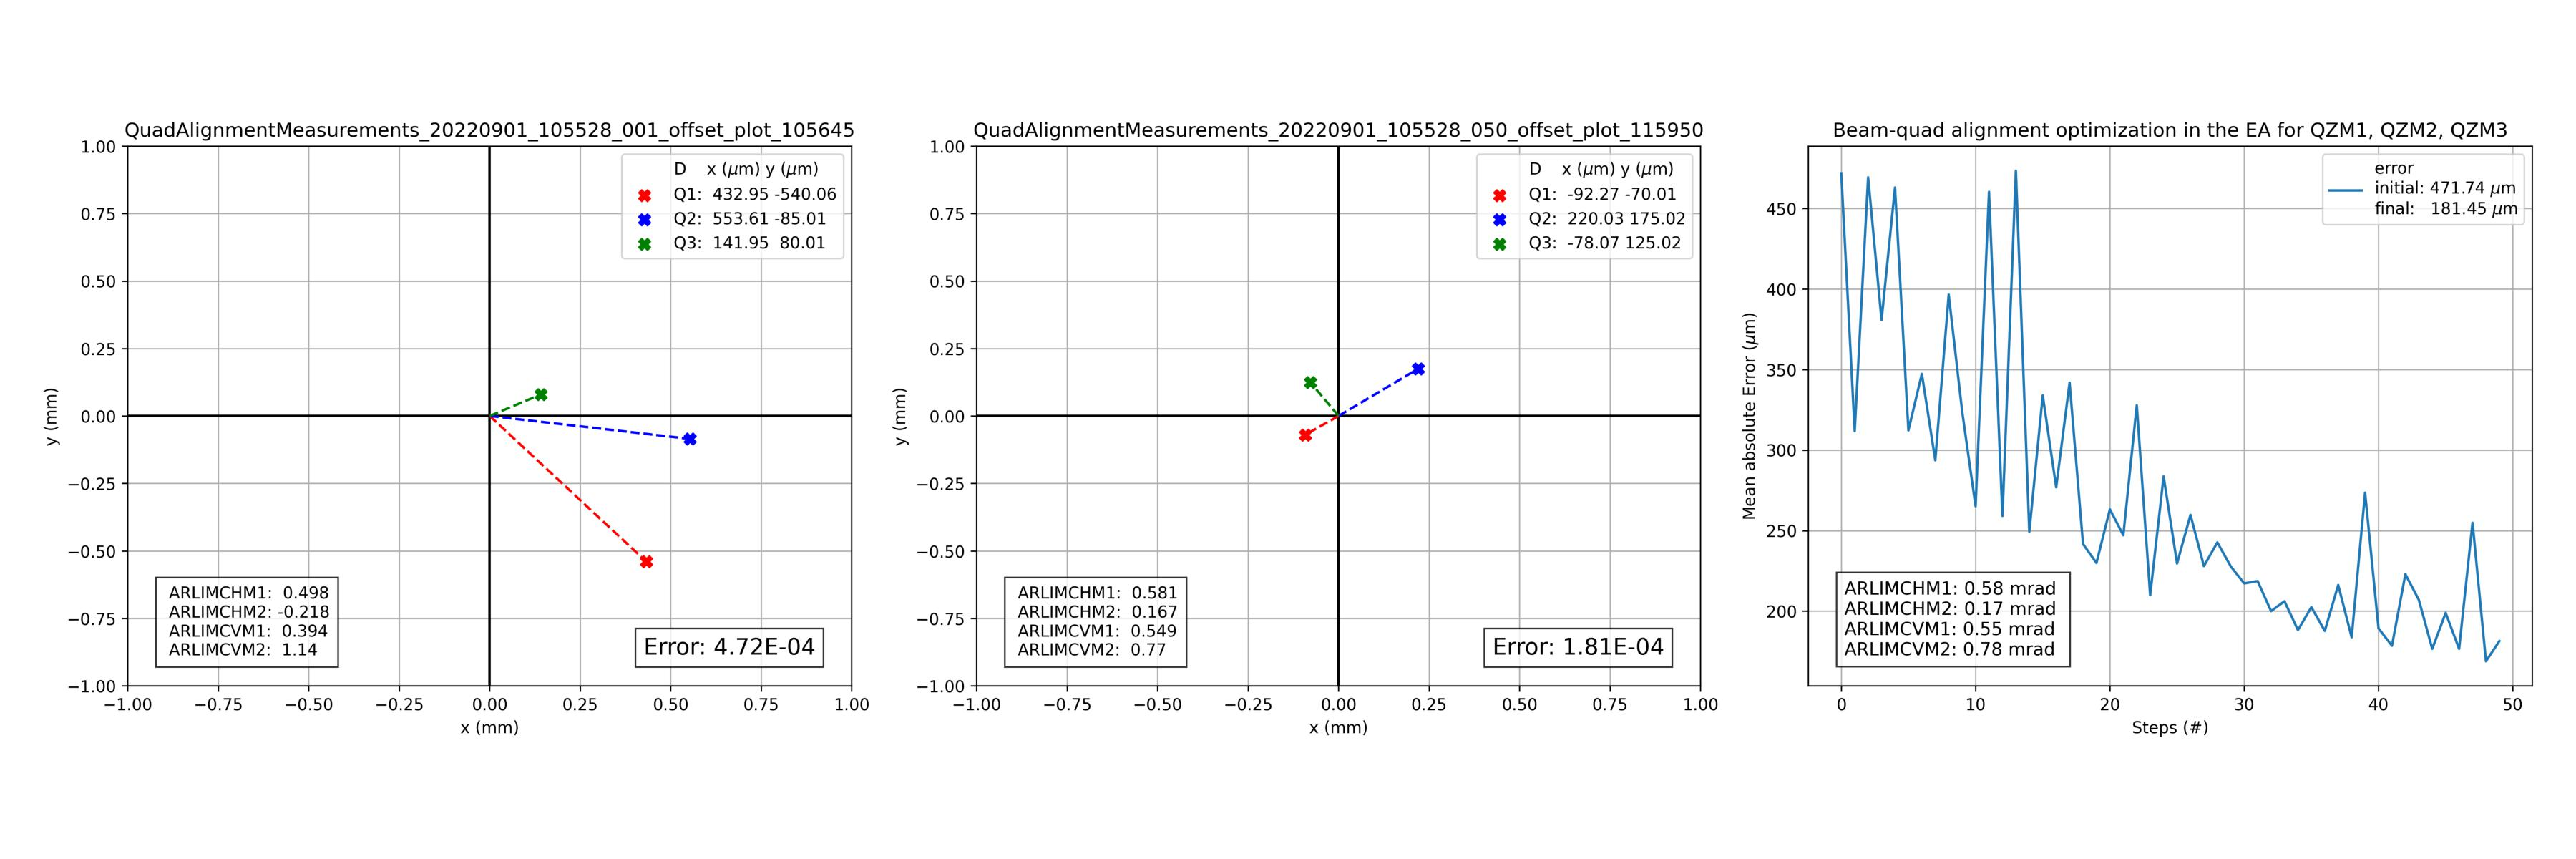 QuadAlignmentMeasurements_20220901_105528_001_offset_plot_105645
1.00
0.75
0.50
0.25
0.00
−0.25
−0.50
−0.75
−1.00
y (mm)
D x (μm) y (μm)
Q1: 432.95 -540.06
Q2: 553.61 -85.01
Q3: 141.95 80.01
ARLIMCHM1: 0.498
ARLIMCHM2: -0.218
ARLIMCVM1: 0.394
ARLIMCVM2: 1.14
Error: 4.72E-04
−1.00 −0.75 −0.50 −0.25 0.00 0.25 0.50 0.75 1.00
x (mm)
QuadAlignmentMeasurements_20220901_105528_050_offset_plot_115950
1.00
0.75
0.50
0.25
0.00
−0.25
−0.50
−0.75
−1.00
y (mm)
D x (μm) y (μm)
Q1: -92.27 -70.01
Q2: 220.03 175.02
Q3: -78.07 125.02
ARLIMCHM1: 0.581
ARLIMCHM2: 0.167
ARLIMCVM1: 0.549
ARLIMCVM2: 0.77
Error: 1.81E-04
−1.00 −0.75 −0.50 −0.25 0.00 0.25 0.50 0.75 1.00
x (mm)
Beam-quad alignment optimization in the EA for QZM1, QZM2, QZM3
450
400
350
300
250
200
Mean absolute Error (μm)
error
initial: 471.74 μm
final: 181.45 μm
ARLIMCHM1: 0.58 mrad
ARLIMCHM2: 0.17 mrad
ARLIMCVM1: 0.55 mrad
ARLIMCVM2: 0.78 mrad
0 10 20 30 40 50
Steps (#)